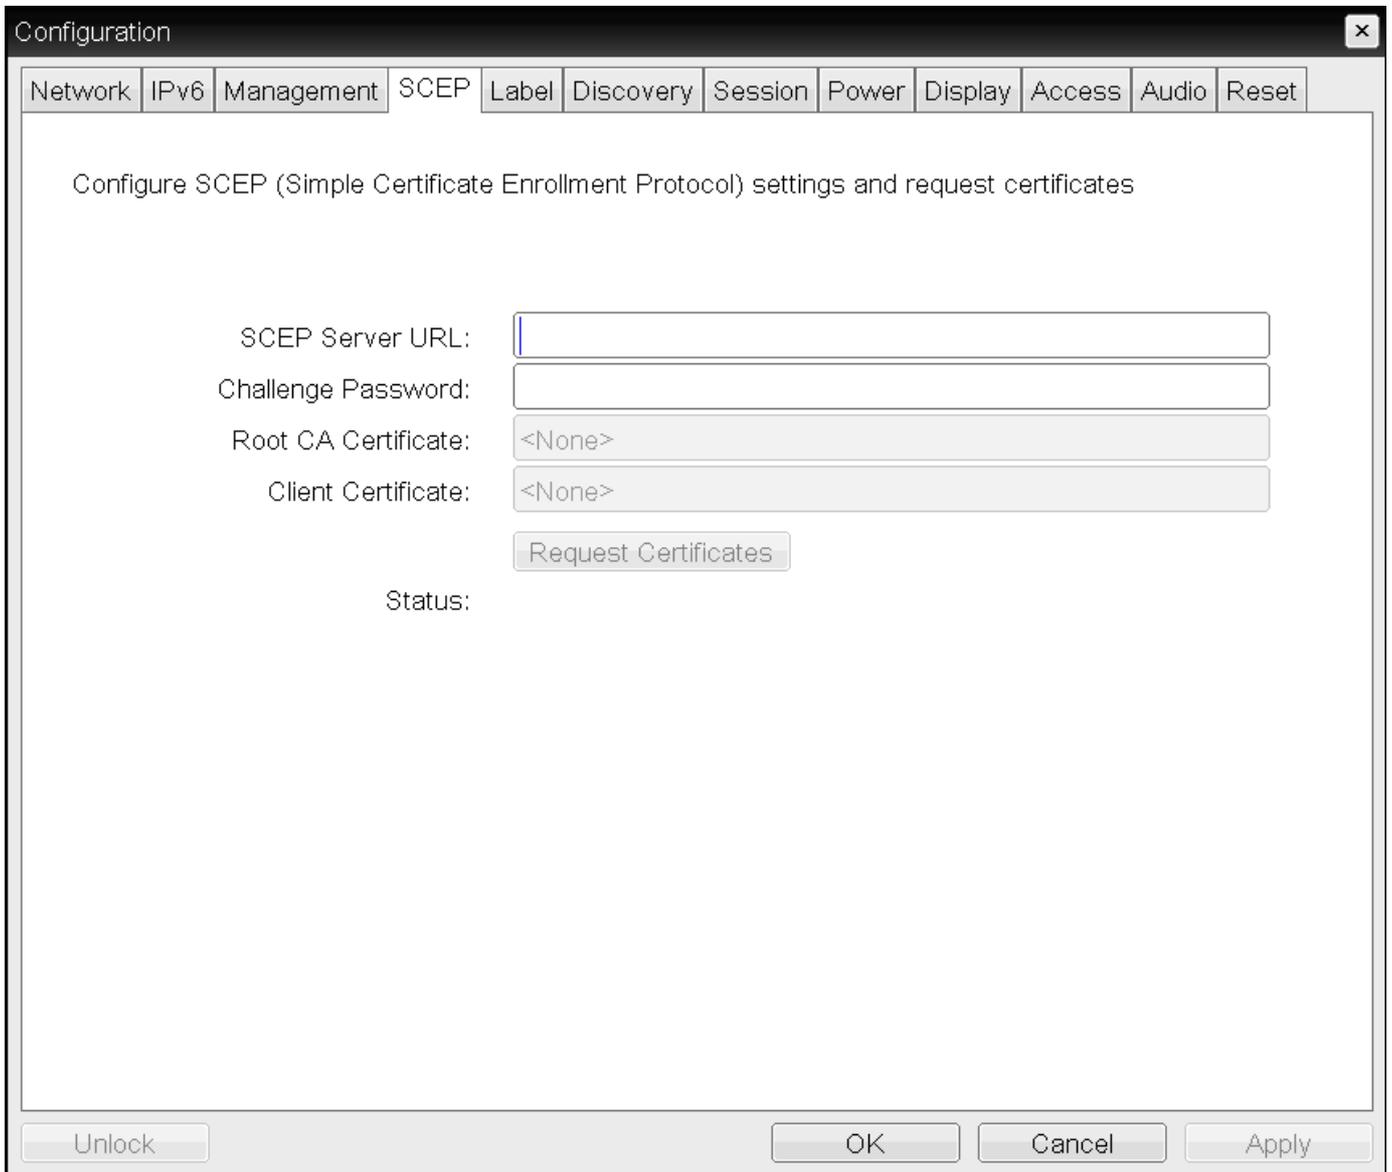 Configuration
Network IPv6 Management SCEP Label Discovery Session Power Display Access Audio Reset
Configure SCEP (Simple Certificate Enrollment Protocol) settings and request certificates
SCEP Server URL:
Challenge Password:
Root CA Certificate: <None>
Client Certificate: <None>
Request Certificates
Status:
Unlock OK Cancel Apply